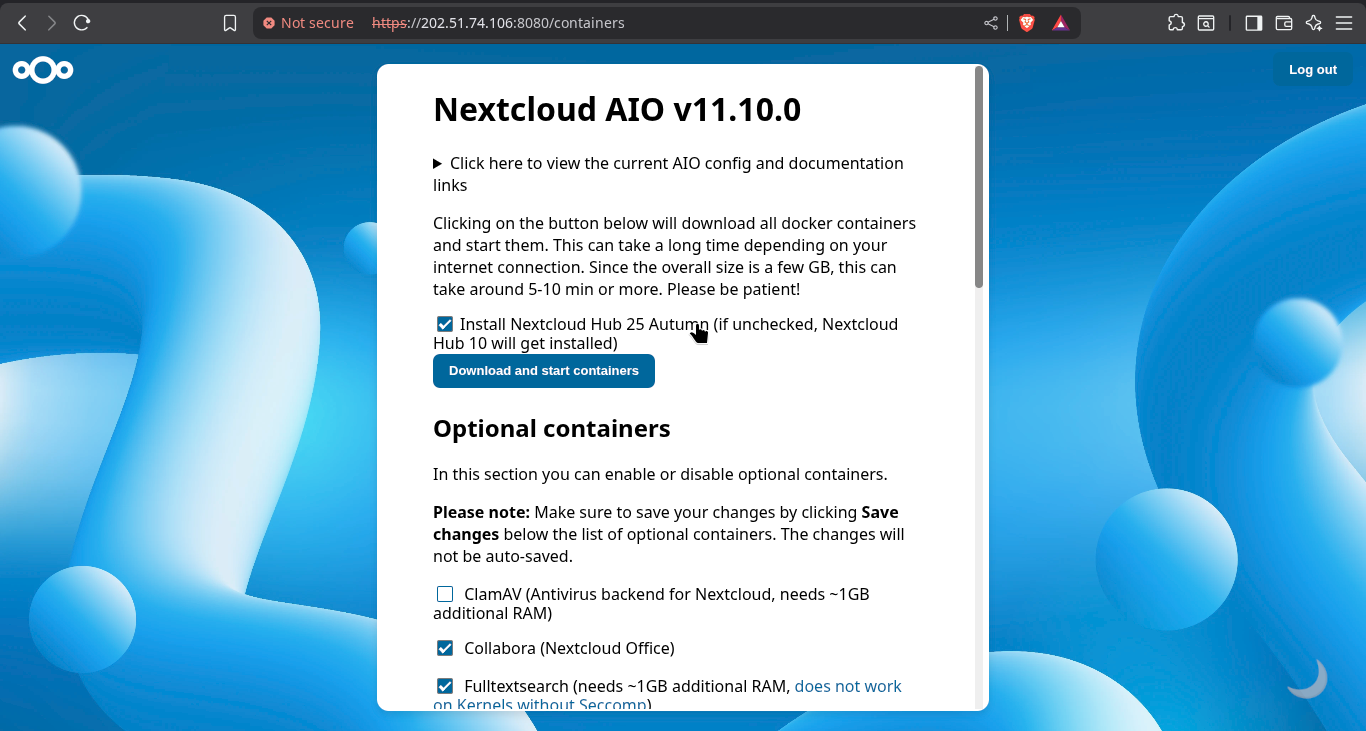 Not secure
https://202.51.74.106:8080/containers
Log out
Nextcloud AIO v11.10.0
Click here to view the current AIO config and documentation
links
Clicking on the button below will download all docker containers
and start them. This can take a long time depending on your
internet connection. Since the overall size is a few GB, this can
take around 5-10 min or more. Please be patient!
Install Nextcloud Hub 25 Autumn (if unchecked, Nextcloud
Hub 10 will get installed)
Download and start containers
Optional containers
In this section you can enable or disable optional containers.
Please note: Make sure to save your changes by clicking Save
changes below the list of optional containers. The changes will
not be auto-saved.
ClamAV (Antivirus backend for Nextcloud, needs ~1GB
additional RAM)
Collabora (Nextcloud Office)
Fulltextsearch (needs ~1GB additional RAM, does not work
on Kernels without Seccomp)